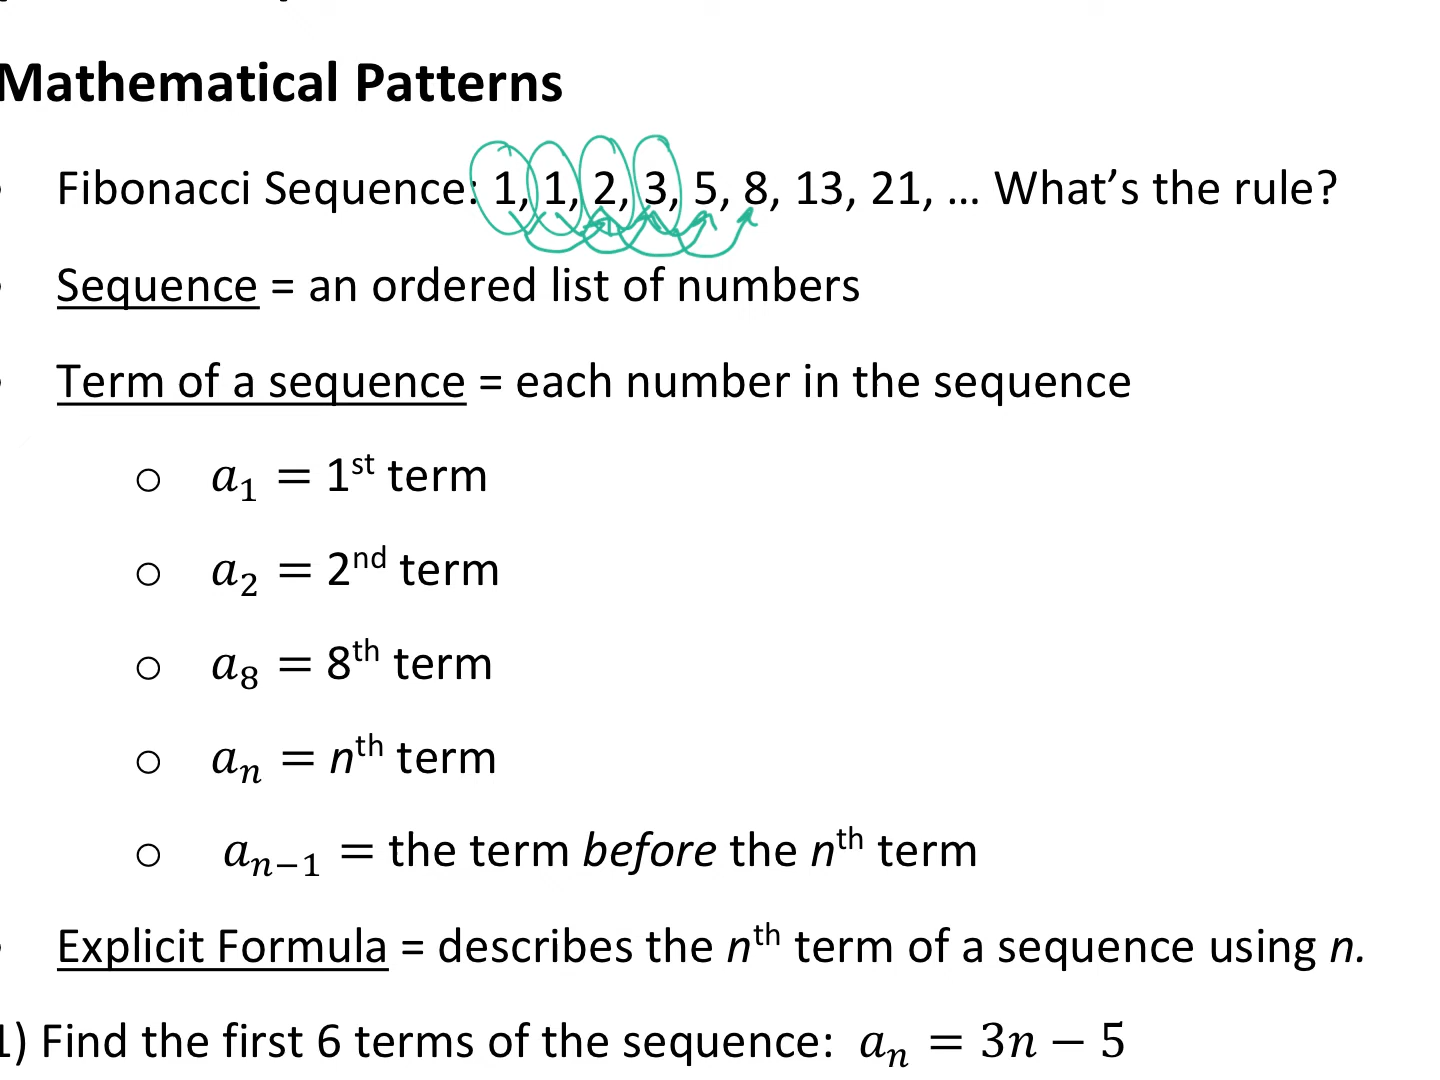 Mathematical Patterns
Fibonacci Sequence: 1, 1, 2, 3, 5, 8, 13, 21, ... What's the rule?
Sequence = an ordered list of numbers
Term of a sequence = each number in the sequence
○ a₁ = 1ˢᵗ term
○ a₂ = 2ⁿᵈ term
○ a₈ = 8ᵗʰ term
○ aₙ = nᵗʰ term
○ aₙ₋₁ = the term before the nᵗʰ term
Explicit Formula = describes the nᵗʰ term of a sequence using n.
1) Find the first 6 terms of the sequence: aₙ = 3n − 5